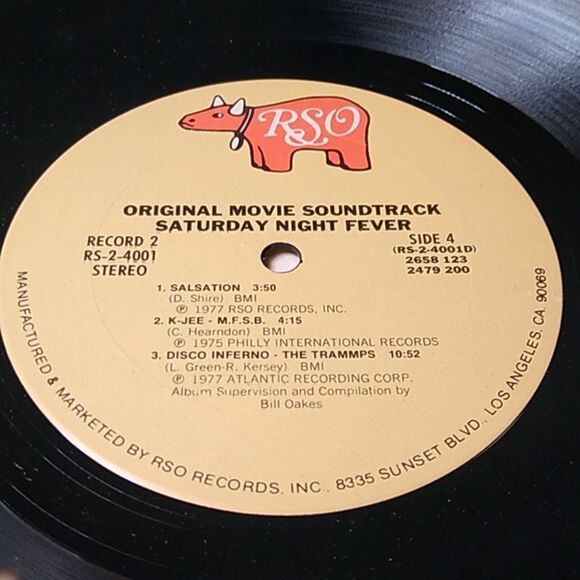 RSO
ORIGINAL MOVIE SOUNDTRACK
SATURDAY NIGHT FEVER
RECORD 2
RS-2-4001
STEREO
SIDE 4
(RS-2-4001D)
2658 123
2479 200
1. SALSATION 3:50
(D. Shire) BMI
Ⓟ 1977 RSO RECORDS, INC.
2. K-JEE - M.F.S.B. 4:15
(C. Hearndon) BMI
Ⓟ 1975 PHILLY INTERNATIONAL RECORDS
3. DISCO INFERNO - THE TRAMMPS 10:52
(L. Green-R. Kersey) BMI
Ⓟ 1977 ATLANTIC RECORDING CORP.
Album Supervision and Compilation by
Bill Oakes
MANUFACTURED & MARKETED BY RSO RECORDS, INC., 8335 SUNSET BLVD., LOS ANGELES, CA. 90069